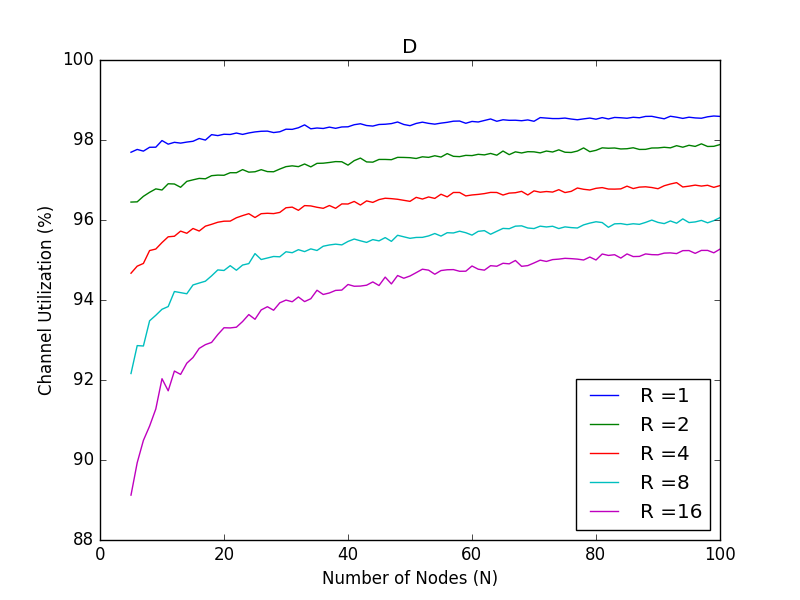 D
100
98
96
94
92
90
88
Channel Utilization (%)
0 20 40 60 80 100
Number of Nodes (N)
R =1
R =2
R =4
R =8
R =16